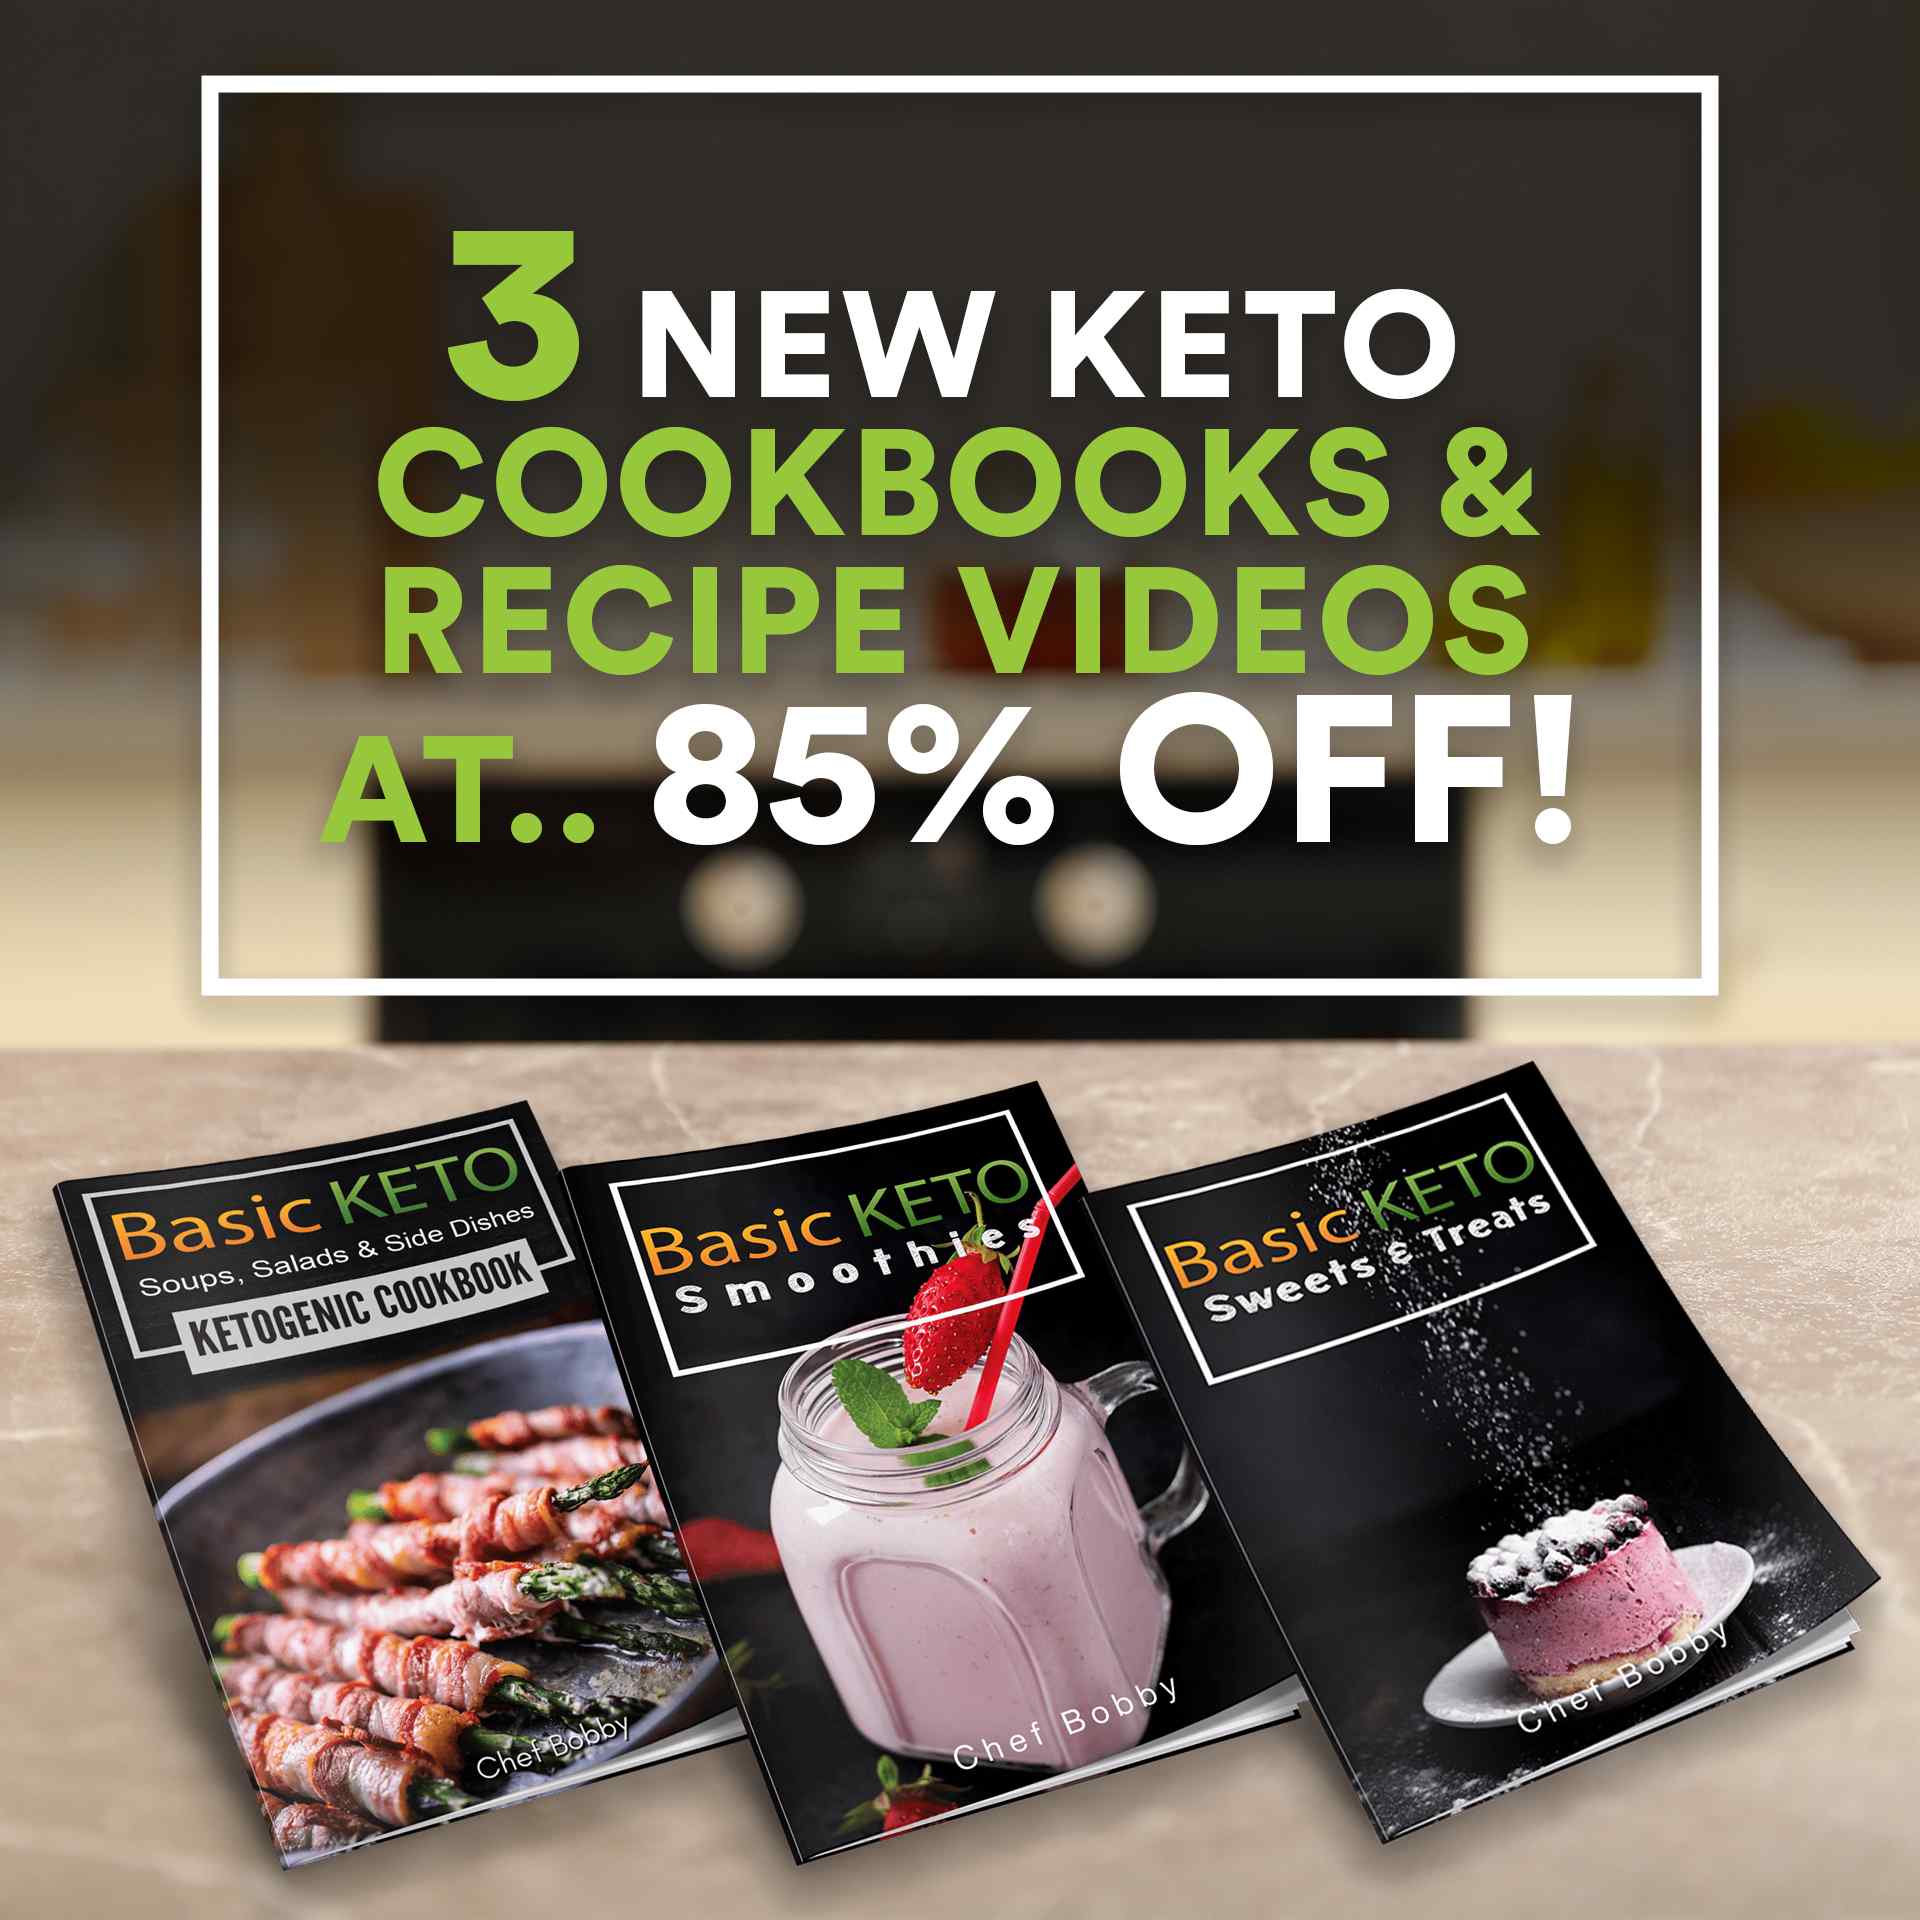 3 NEW KETO
COOKBOOKS &
RECIPE VIDEOS
AT.. 85% OFF!
Basic KETO
Soups, Salads & Side Dishes
KETOGENIC COOKBOOK
Chef Bobby
Basic KETO
Smoothies
Chef Bobby
Basic KETO
Sweets & Treats
Chef Bobby